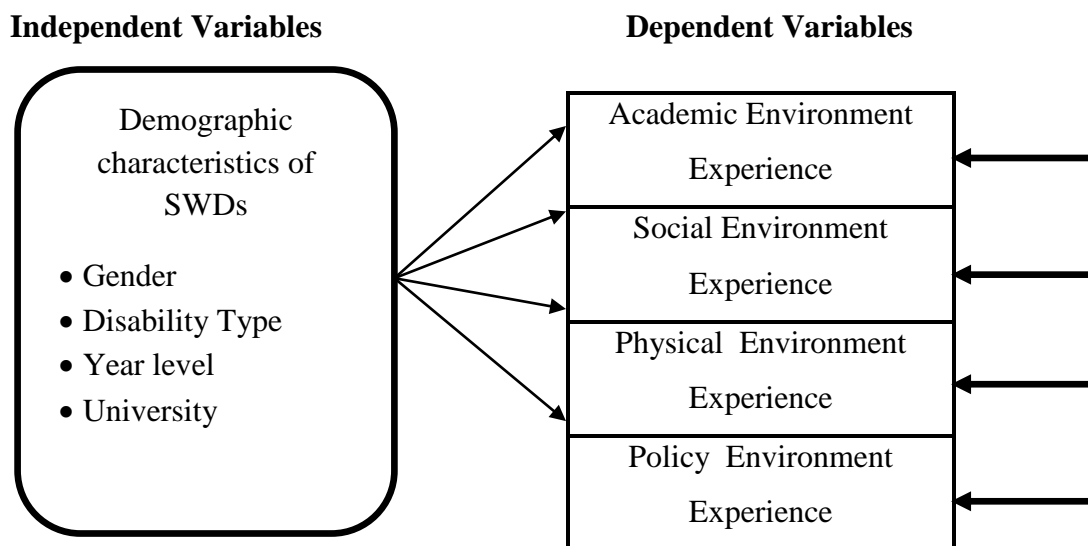 Independent Variables
Demographic
characteristics of
SWDs
• Gender
• Disability Type
• Year level
• University
Dependent Variables
Academic Environment
Experience
Social Environment
Experience
Physical Environment
Experience
Policy Environment
Experience